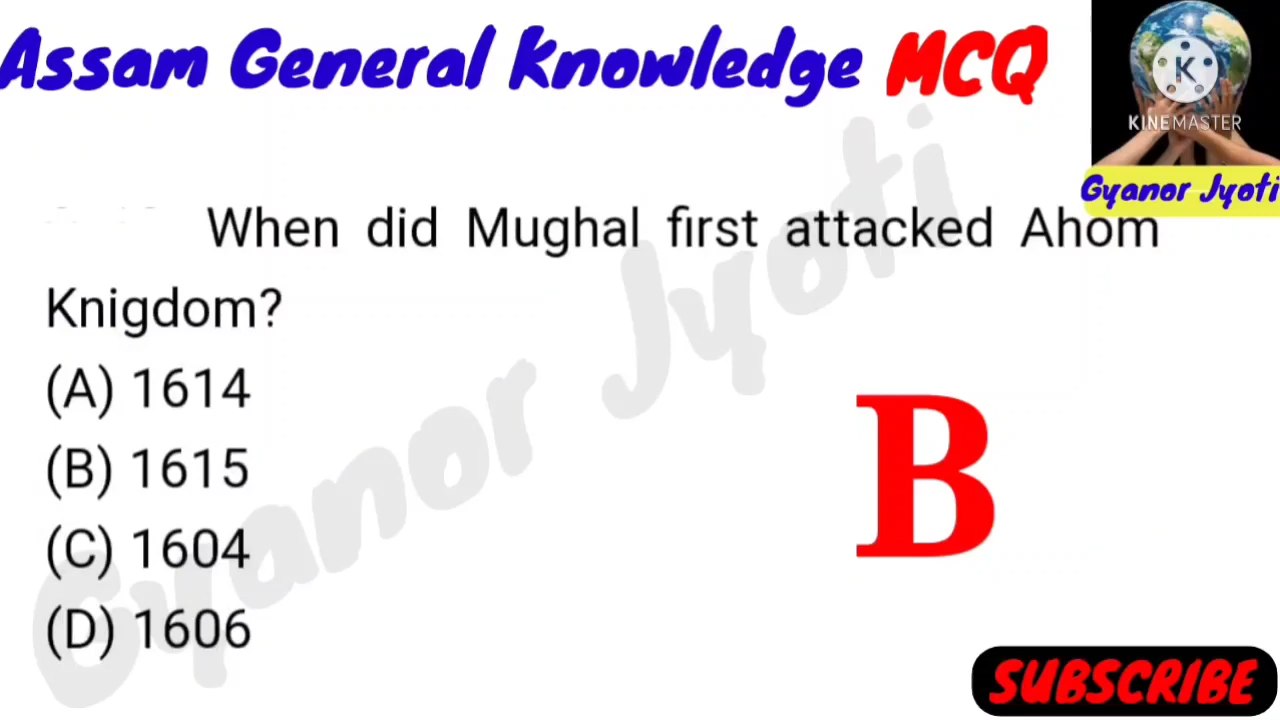 Assam General Knowledge MCQ
K
KINEMASTER
Gyanor Jyoti
When did Mughal first attacked Ahom
Knigdom?
(A) 1614
(B) 1615
(C) 1604
(D) 1606
B
Gyanor Jyoti
SUBSCRIBE